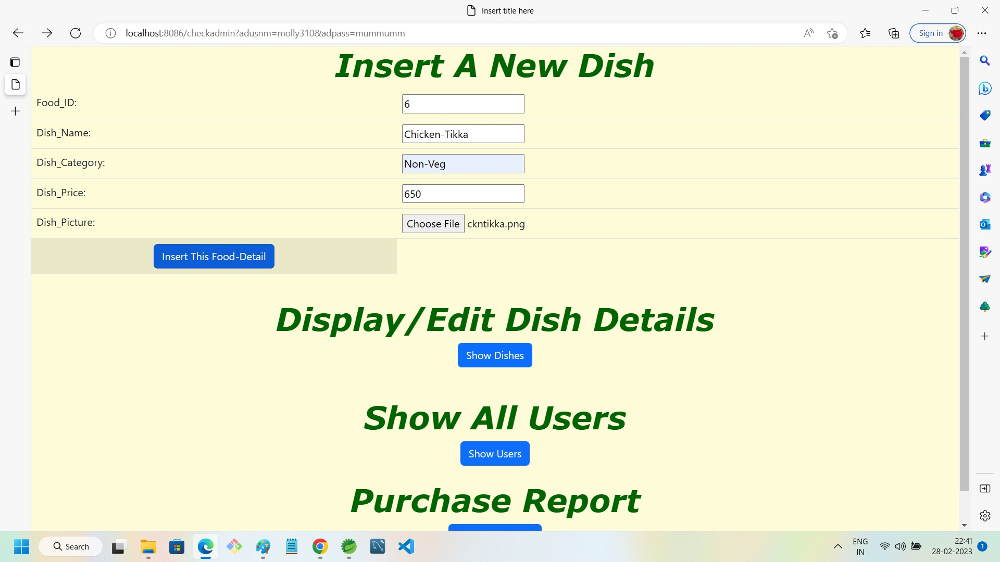 Insert title here
localhost:8086/checkadmin?adusnm=molly310&adpass=mummumm
Sign in
Insert A New Dish
Food_ID:
6
Dish_Name:
Chicken-Tikka
Dish_Category:
Non-Veg
Dish_Price:
650
Dish_Picture:
Choose File ckntikka.png
Insert This Food-Detail
Display/Edit Dish Details
Show Dishes
Show All Users
Show Users
Purchase Report
Search
ENG
IN
22:41
28-02-2023
1